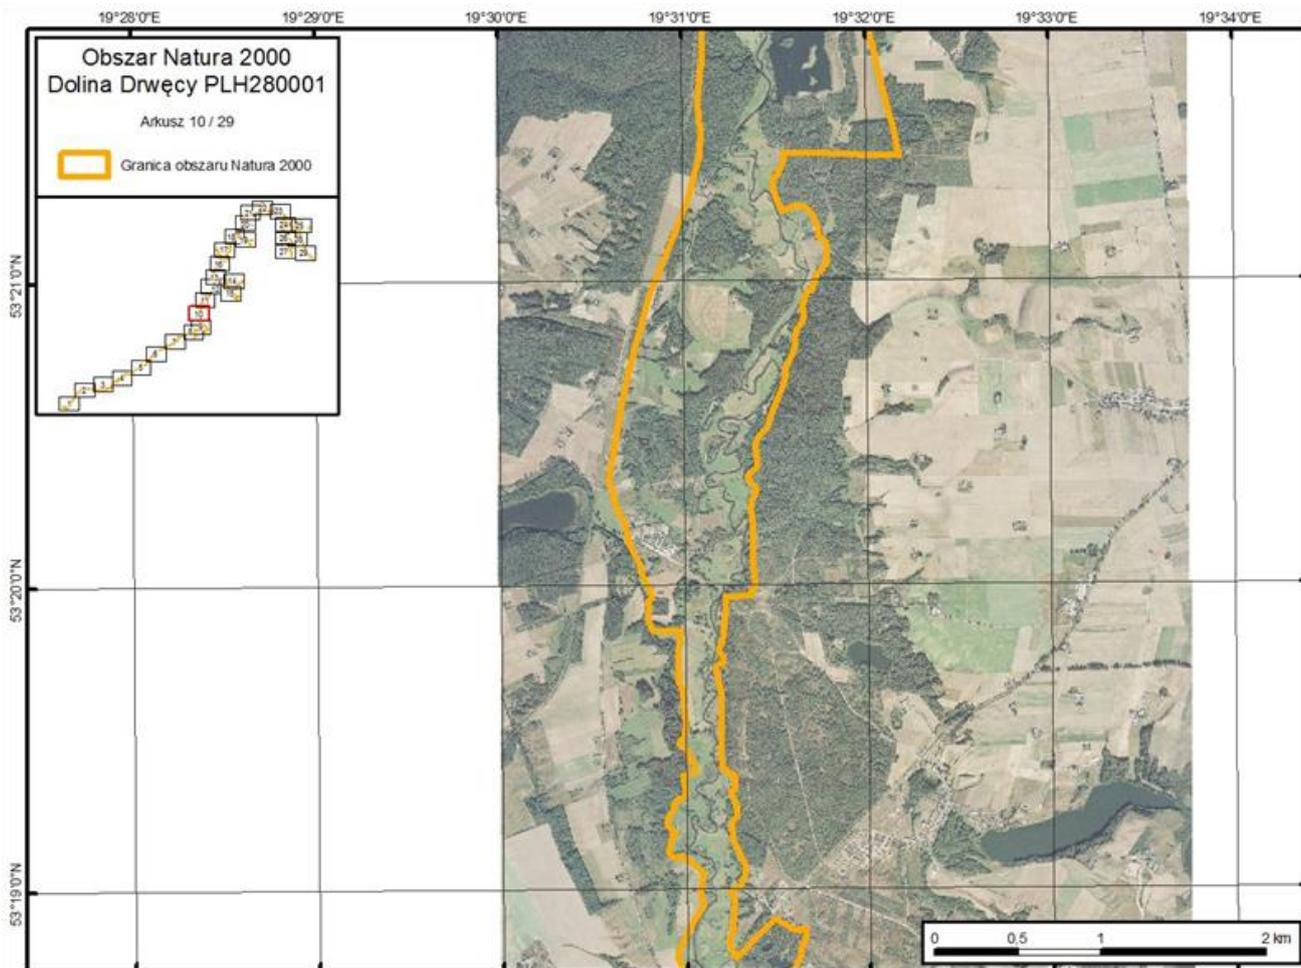 19°28'0"E 19°29'0"E 19°30'0"E 19°31'0"E 19°32'0"E 19°33'0"E 19°34'0"E
Obszar Natura 2000
Dolina Drwęcy PLH280001
Arkusz 10 / 29
Granica obszaru Natura 2000
53°21'0"N
53°20'0"N
53°19'0"N
0 0,5 1 2 km